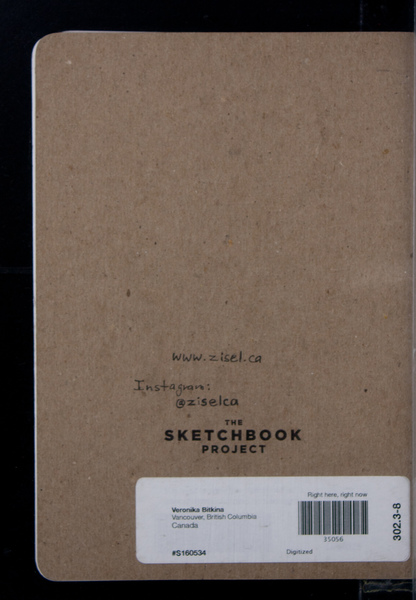 www.zisel.ca
Instagram:
@ziselca
THE
SKETCHBOOK
PROJECT
Right here, right now
Veronika Bitkina
Vancouver, British Columbia
Canada
35056
302.3-8
#S160534
Digitized